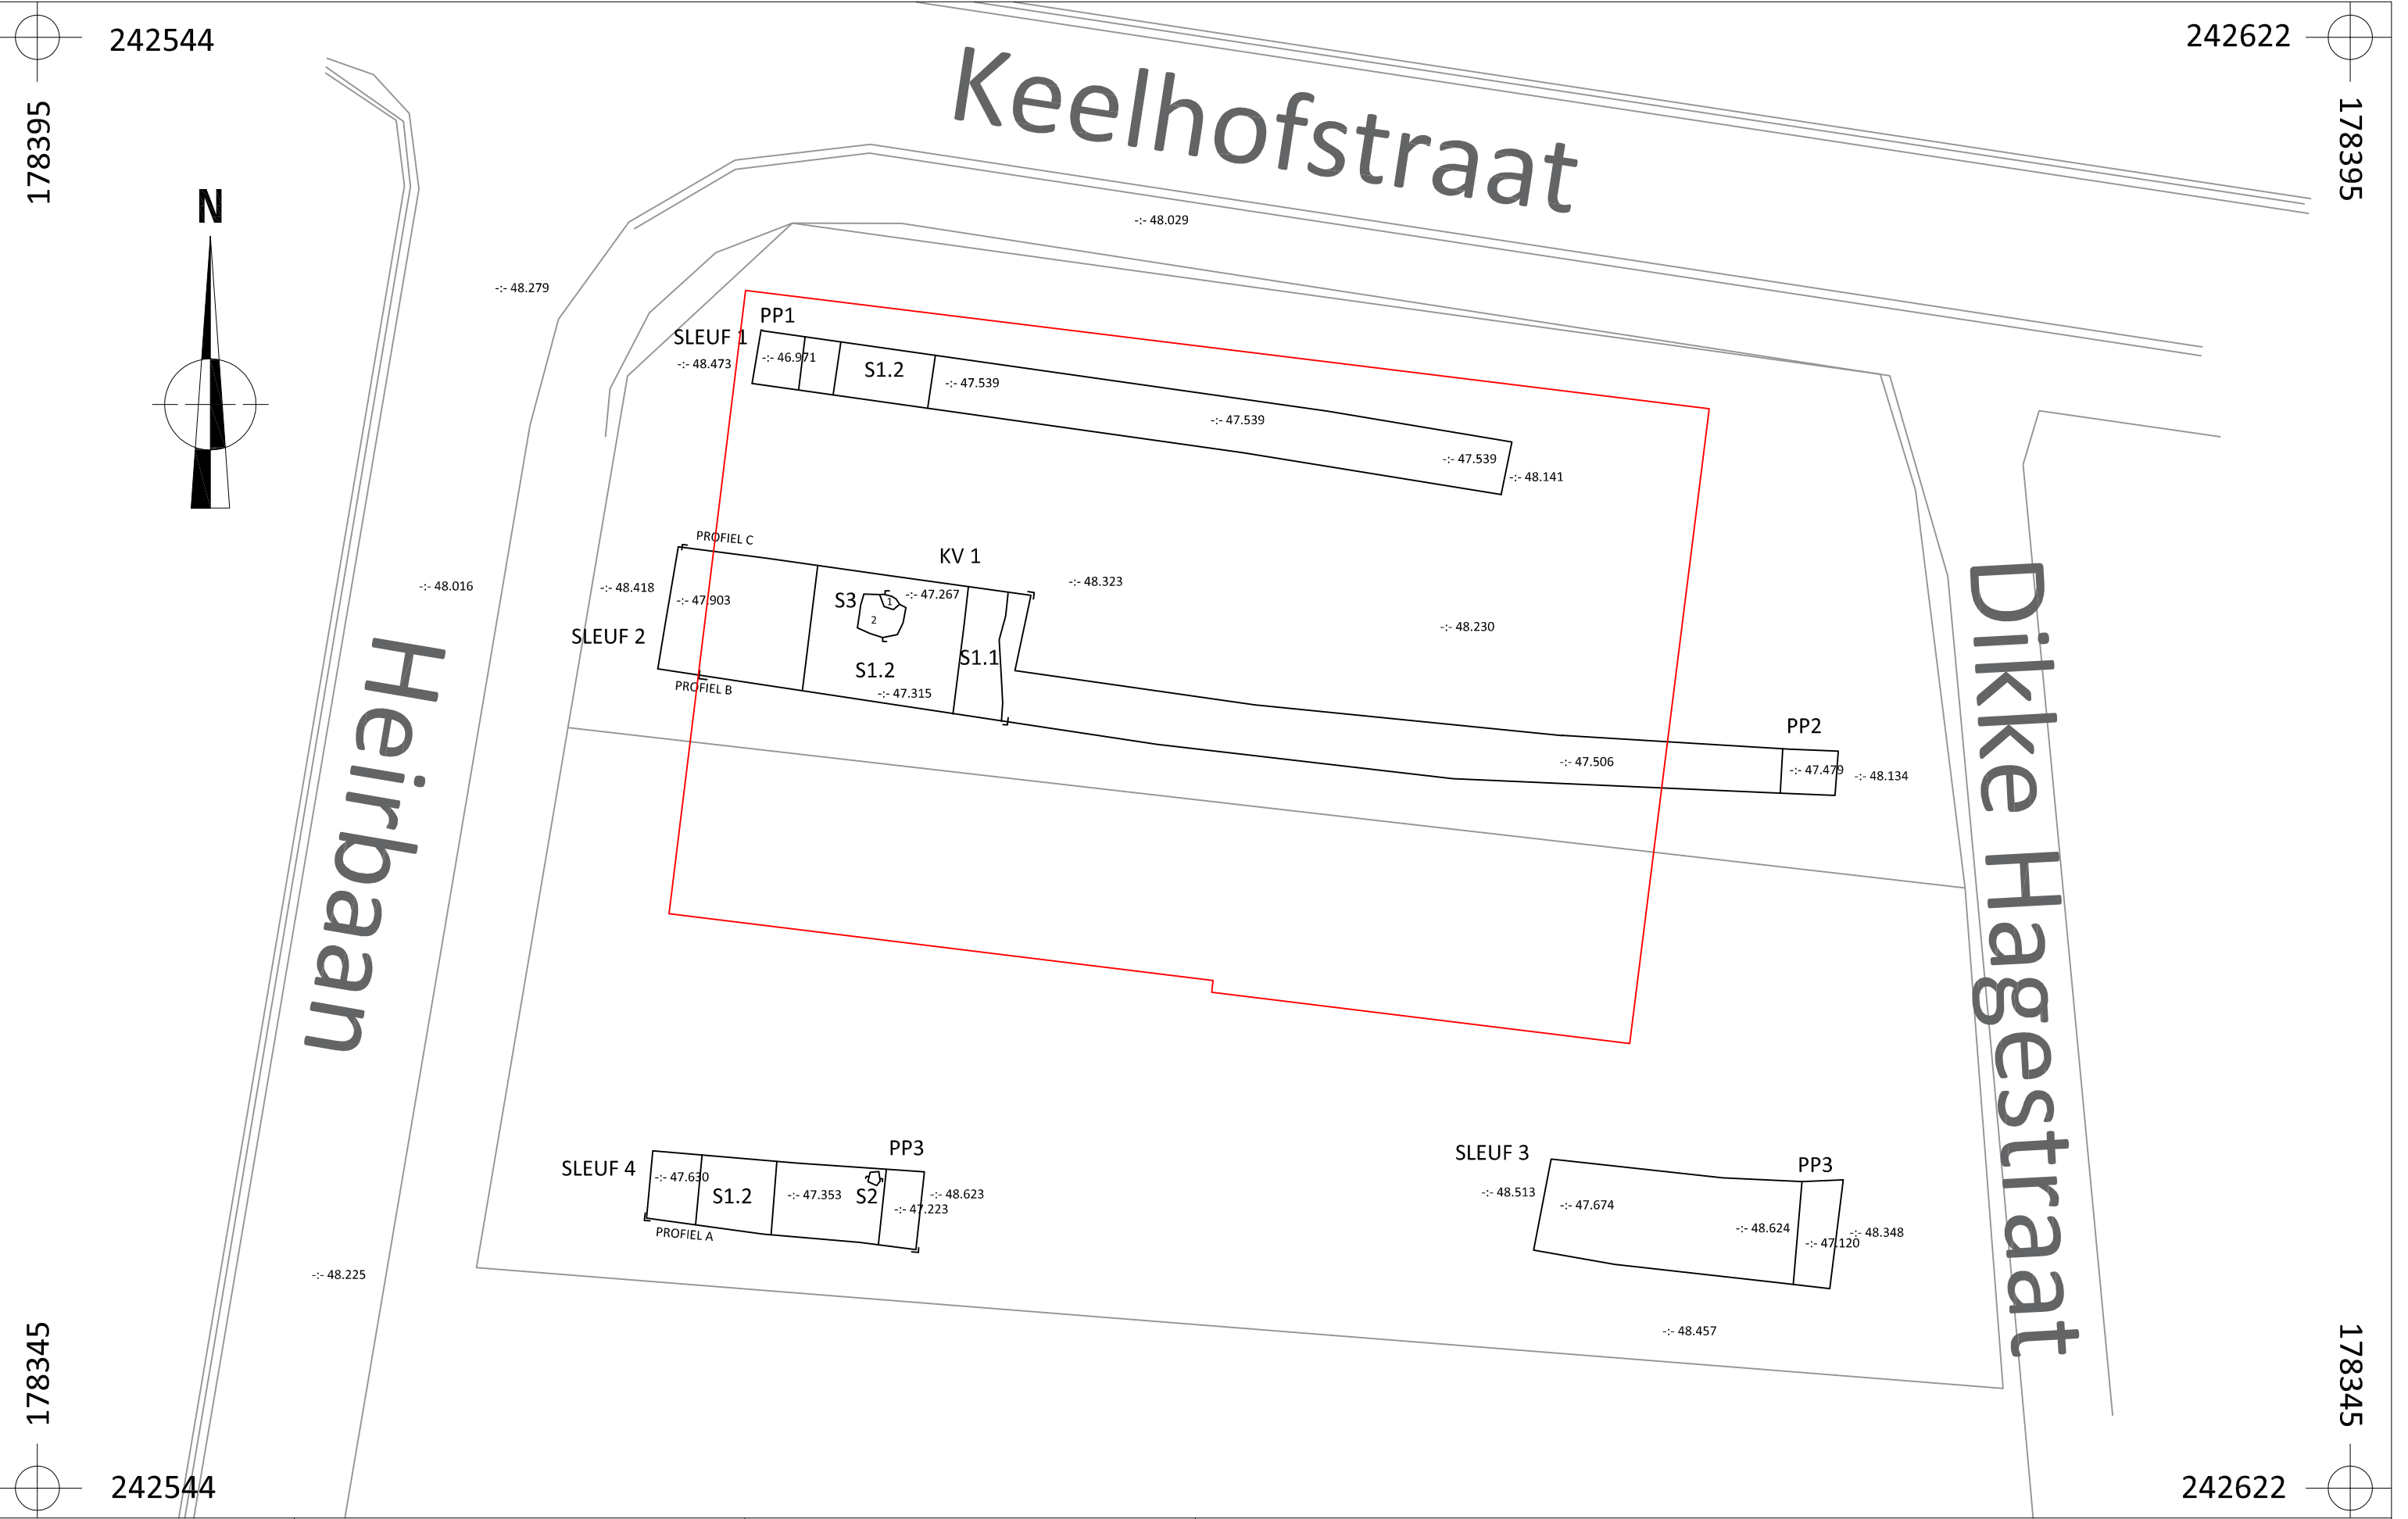 242544
242622
178395
178395
N
Keelhofstraat
-:- 48.029
-:- 48.279
PP1
SLEUF 1
-:- 48.473
-:- 46.971
S1.2
-:- 47.539
-:- 47.539
-:- 47.539
-:- 48.141
PROFIEL C
KV 1
-:- 48.016
-:- 48.418
-:- 47.903
S3
1
2
-:- 47.267
-:- 48.323
-:- 48.230
SLEUF 2
S1.2
S1.1
PROFIEL B
-:- 47.315
PP2
-:- 47.506
-:- 47.479
-:- 48.134
Heirbaan
Dikke Hagestraat
SLEUF 4
PP3
-:- 47.630
S1.2
-:- 47.353
S2
-:- 48.623
-:- 47.223
PROFIEL A
SLEUF 3
PP3
-:- 48.513
-:- 47.674
-:- 48.624
-:- 47.120
-:- 48.348
-:- 48.225
-:- 48.457
178345
178345
242544
242622